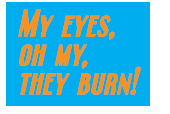 My eyes,
oh my,
they burn!